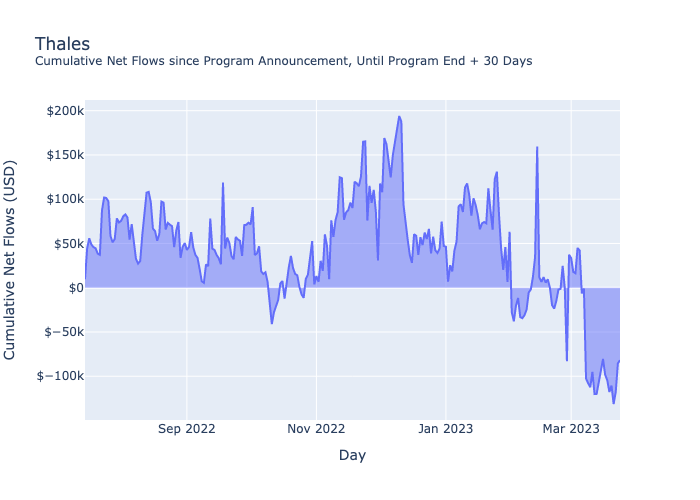 Thales
Cumulative Net Flows since Program Announcement, Until Program End + 30 Days
Cumulative Net Flows (USD)
$200k
$150k
$100k
$50k
$0
$−50k
$−100k
Sep 2022
Nov 2022
Jan 2023
Mar 2023
Day